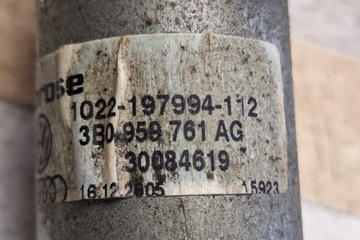 rose
1022-197994-112
3B0 959 761 AG
30084619
16.12.2005 15923